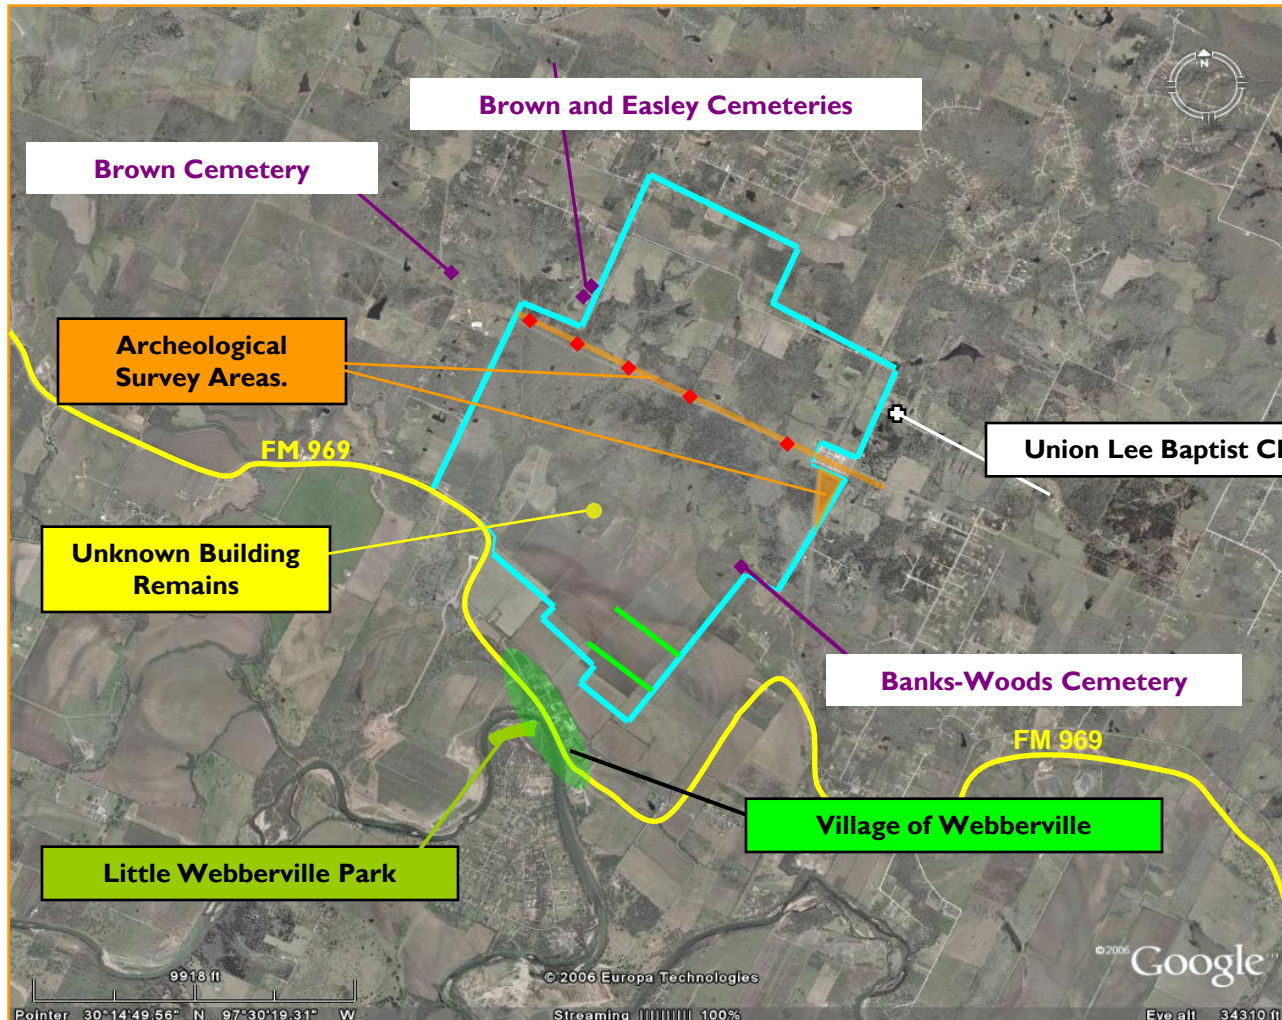 N
Brown and Easley Cemeteries
Brown Cemetery
Archeological
Survey Areas.
FM 969
Union Lee Baptist
Unknown Building
Remains
Banks-Woods Cemetery
FM 969
Village of Webberville
Little Webberville Park
9918 ft
© 2006 Europa Technologies
©2006 Google™
Pointer 30°14'49.56" N 97°30'19.31" W
Streaming ||||||||| 100%
Eye alt 34310 ft